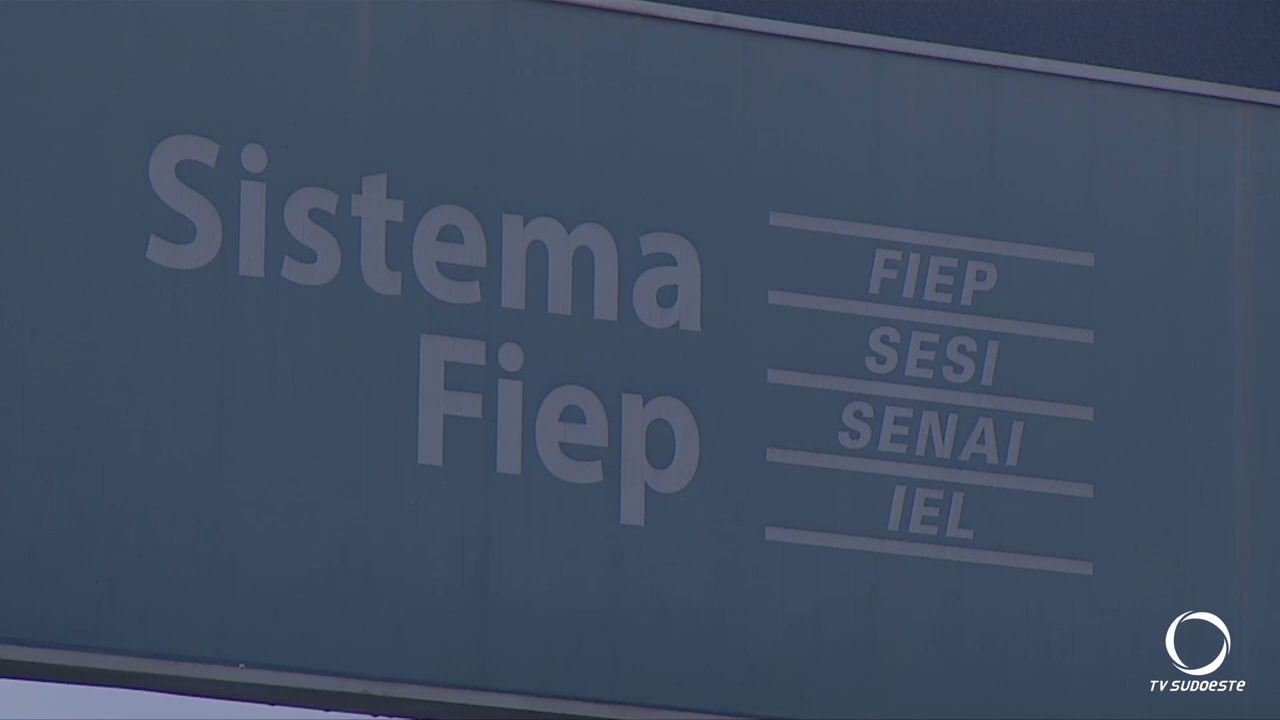 Sistema
Fiep
FIEP
SESI
SENAI
IEL
TV SUDOESTE